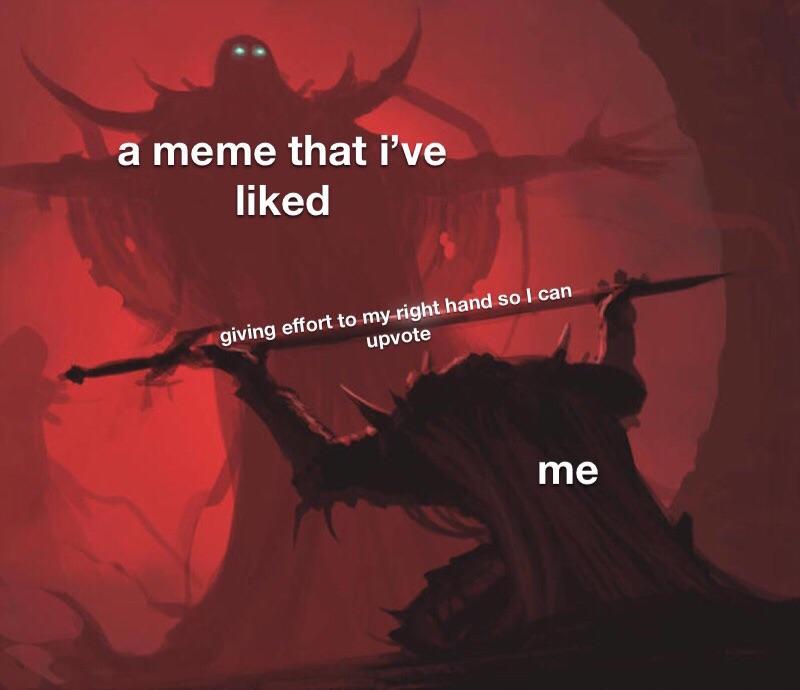 a meme that i’ve
liked
giving effort to my right hand so I can
upvote
me